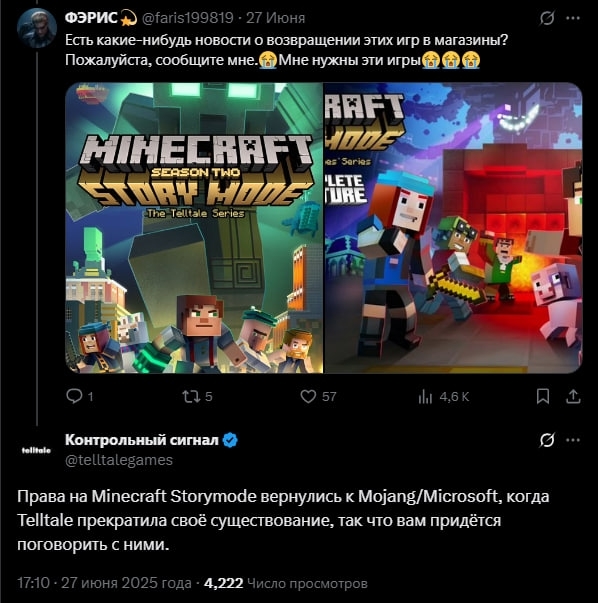 ФЭРИС💫 @faris199819 · 27 Июня
Есть какие-нибудь новости о возвращении этих игр в магазины?
Пожалуйста, сообщите мне.😭Мне нужны эти игры😭😭😭
MINECRAFT
SEASON TWO
STORY MODE
The Telltale Series
RAFT
MODE
es' Series
PLETE
TURE
1 5 57 4,6 K
telltale
Контрольный сигнал
@telltalegames
Права на Minecraft Storymode вернулись к Mojang/Microsoft, когда
Telltale прекратила своё существование, так что вам придётся
поговорить с ними.
17:10 · 27 июня 2025 года · 4,222 Число просмотров